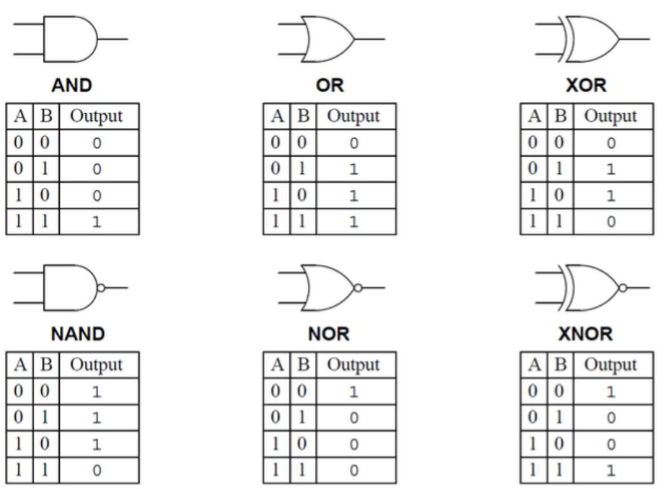 AND OR XOR
A B Output A B Output A B Output
0 0 0 0 0 0 0 0 0
0 1 0 0 1 1 0 1 1
1 0 0 1 0 1 1 0 1
1 1 1 1 1 1 1 1 0
NAND NOR XNOR
A B Output A B Output A B Output
0 0 1 0 0 1 0 0 1
0 1 1 0 1 0 0 1 0
1 0 1 1 0 0 1 0 0
1 1 0 1 1 0 1 1 1